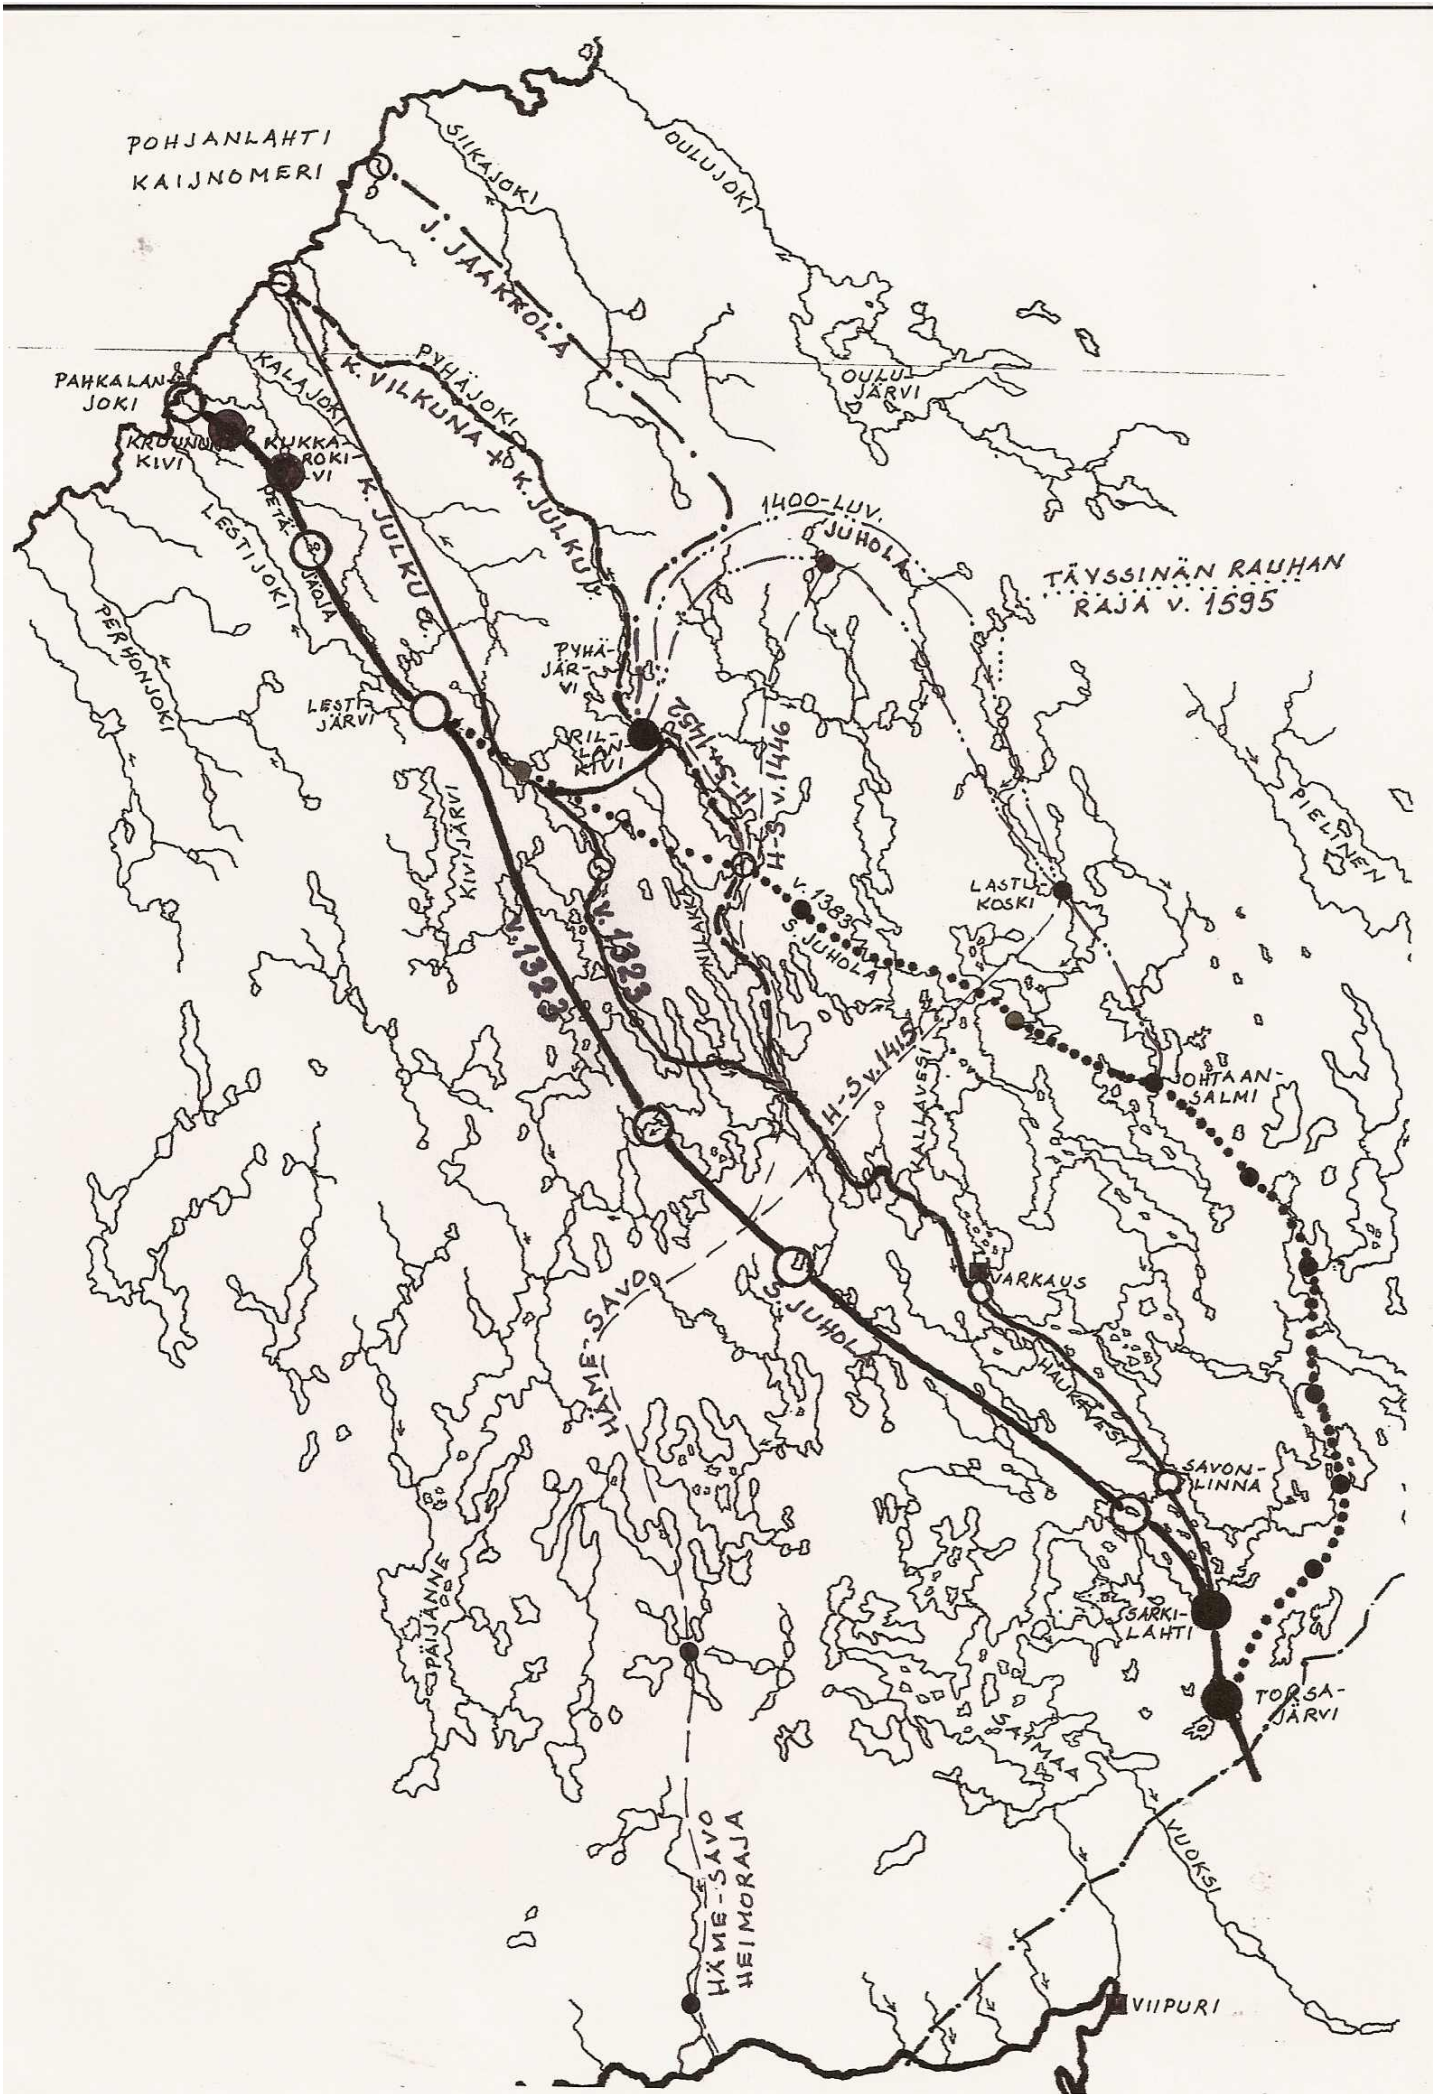 POHJANLAHTI
KAIJNOMERI
SIIKAJOKI
OULUJOKI
J. JAAKKOLA
PAHKALAN-
JOKI
KALAJOKI
PYHÄJOKI
K. VILKUNA
K. JULKU b.
OULU-
JÄRVI
KRUUNUN
KIVI
KUKKA-
ROKI-
VI
K. JULKU a.
LESTIJOKI
PETÄ-
JÄOJA
PERHONJOKI
1400-LUV.
JUHOLA
TÄYSSINÄN RAUHAN
RAJA V. 1595
PYHÄ-
JÄR-
VI
LESTI-
JÄRVI
RIL-
LAN-
KIVI
H-S v. 1452
H-S v. 1446
PIELINEN
KIVIJÄRVI
LASTU-
KOSKI
v. 1383
S. JUHOLA
NILAKKA
v. 1323
v. 1323
H-S v. 1415
KALLAVESI
OHTAAN-
SALMI
HÄME-SAVO
S. JUHOLA
VARKAUS
HAUKIVESI
SAVON-
LINNA
PÄIJÄNNE
SÄRKI-
LAHTI
TORSA-
JÄRVI
SAIMAA
VUOKSI
HÄME-SAVO
HEIMORAJA
VIIPURI